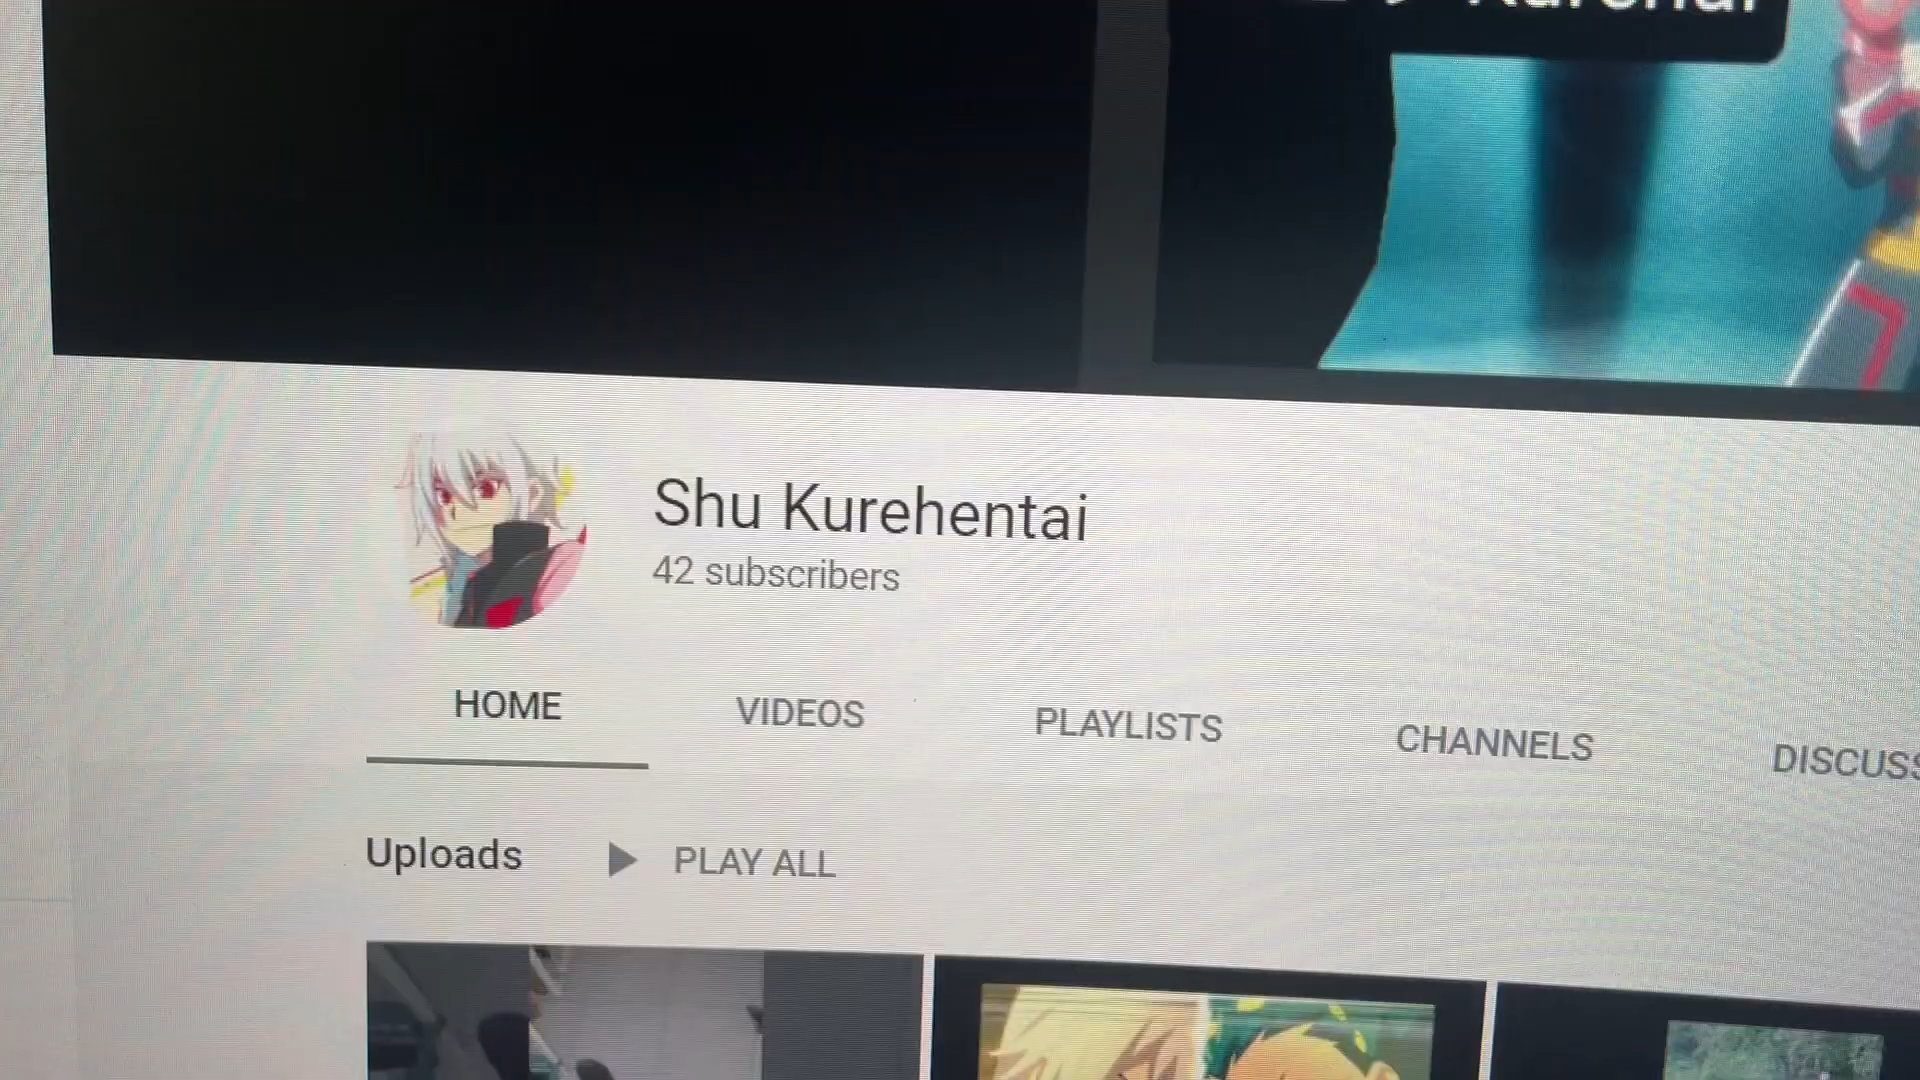 Shu Kurehentai
42 subscribers
HOME
VIDEOS
PLAYLISTS
CHANNELS
Uploads
PLAY ALL